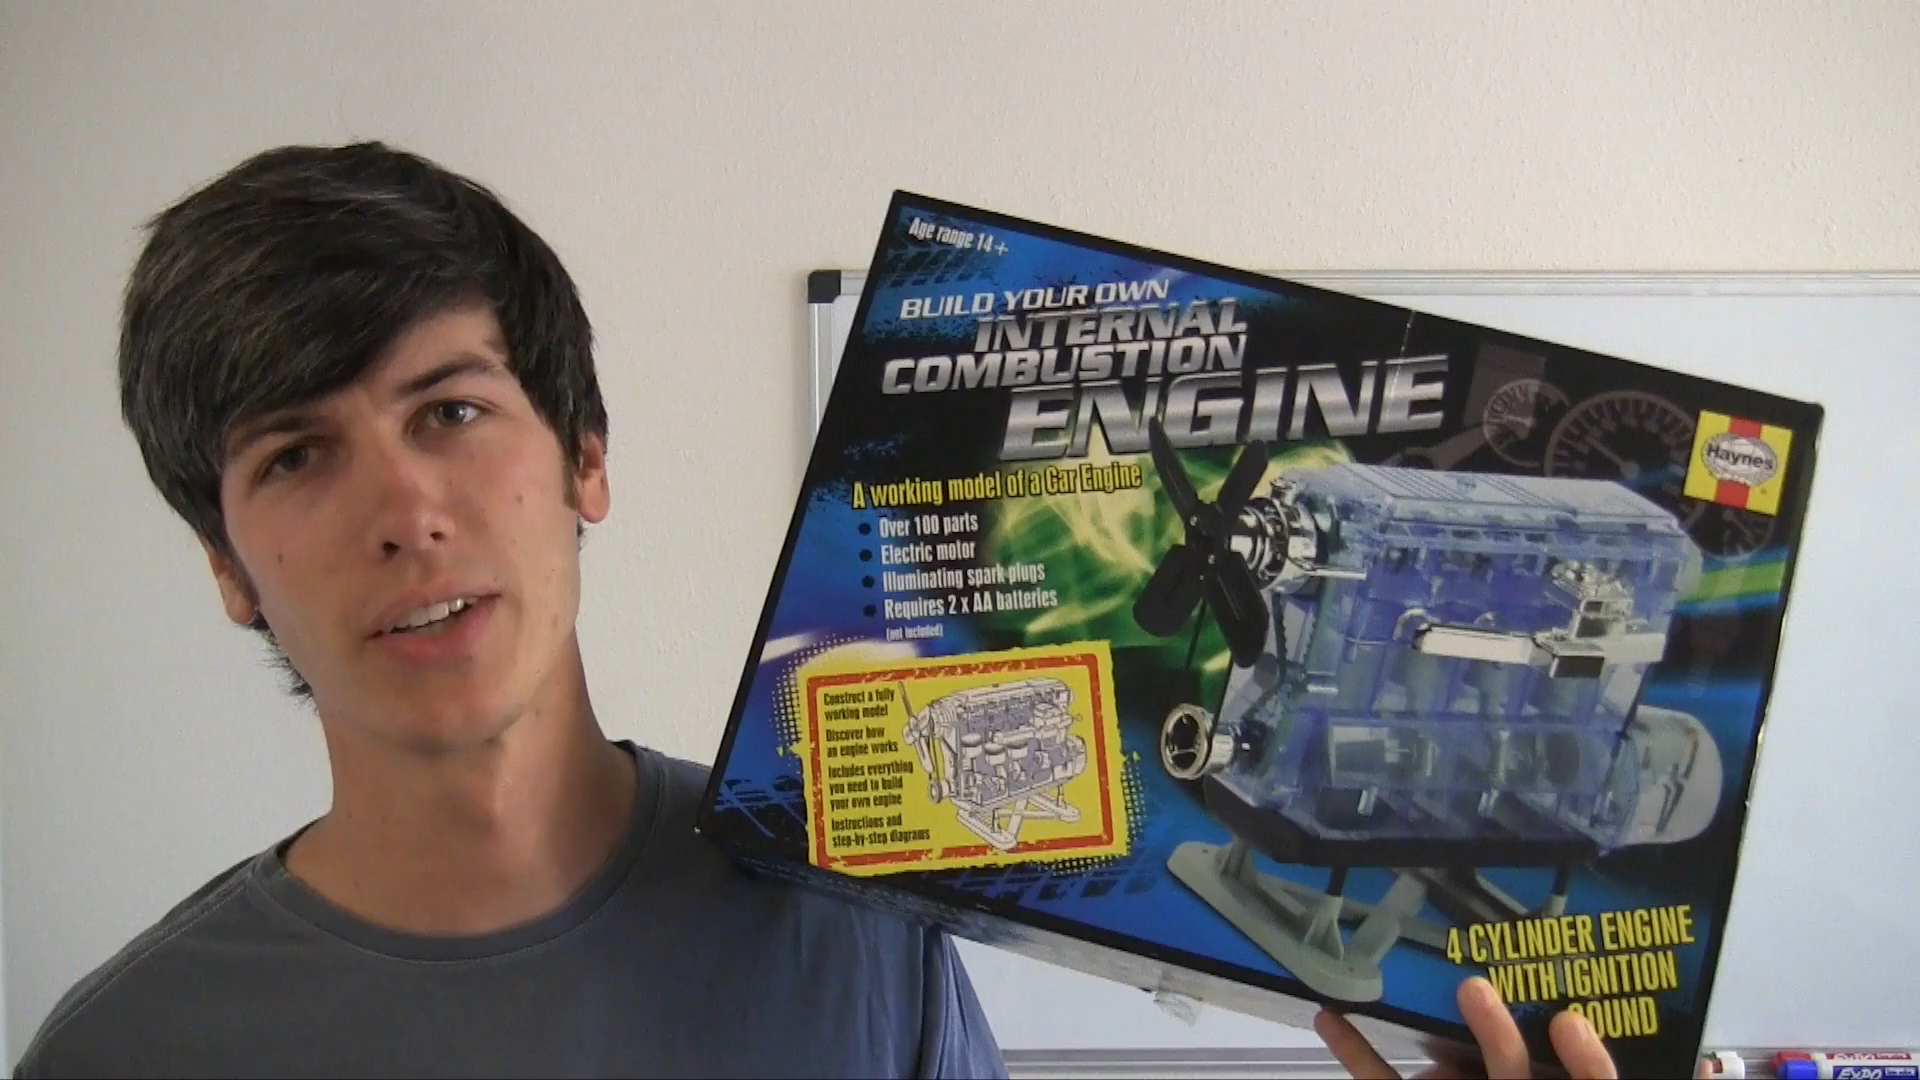 Age range 14+
BUILD YOUR OWN
INTERNAL
COMBUSTION
ENGINE
Haynes
A working model of a Car Engine
Over 100 parts
Electric motor
Illuminating spark plugs
Requires 2 x AA batteries
(not included)
Construct a fully
working model
Discover how
an engine works
Includes everything
you need to build
your own engine
Instructions and
step-by-step diagrams
4 CYLINDER ENGINE
WITH IGNITION
SOUND
EXPO
EXPO